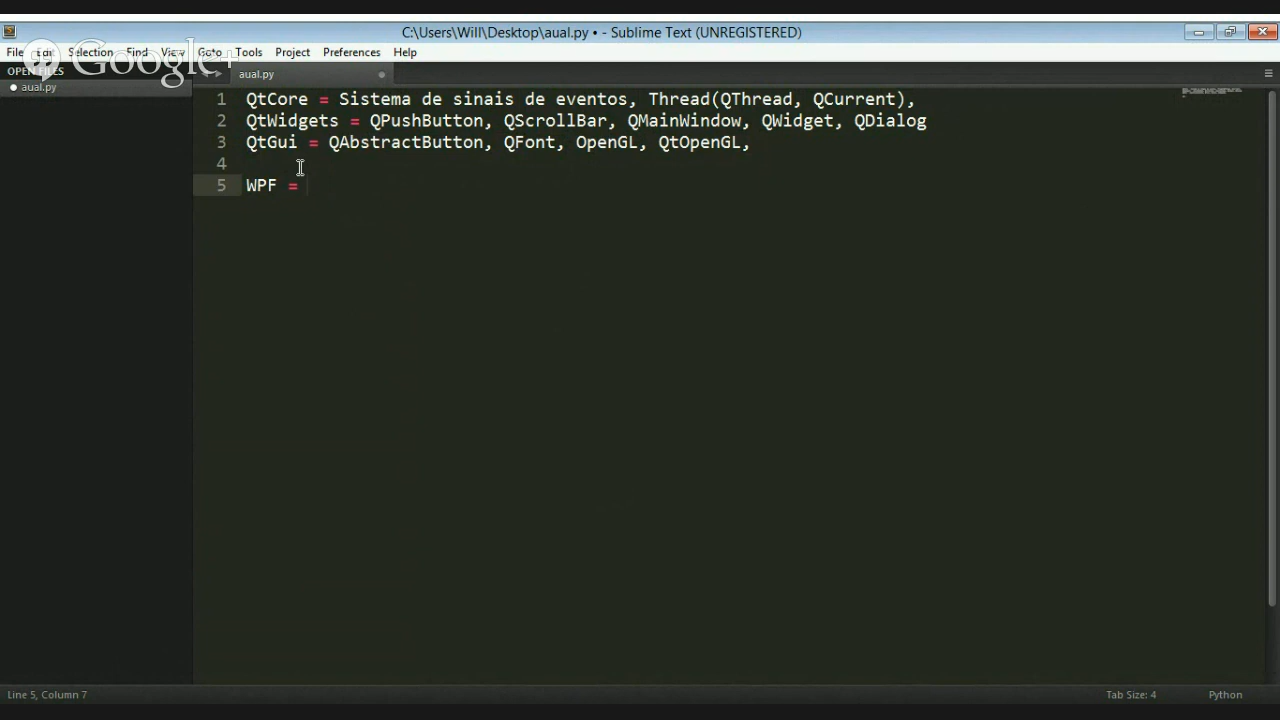 C:\Users\Will\Desktop\aual.py • - Sublime Text (UNREGISTERED)
File Edit Selection Find View Goto Tools Project Preferences Help
Google+
OPEN FILES
aual.py
aual.py
1 QtCore = Sistema de sinais de eventos, Thread(QThread, QCurrent),
2 QtWidgets = QPushButton, QScrollBar, QMainWindow, QWidget, QDialog
3 QtGui = QAbstractButton, QFont, OpenGL, QtOpenGL,
4
5 WPF =
Line 5, Column 7
Tab Size: 4
Python